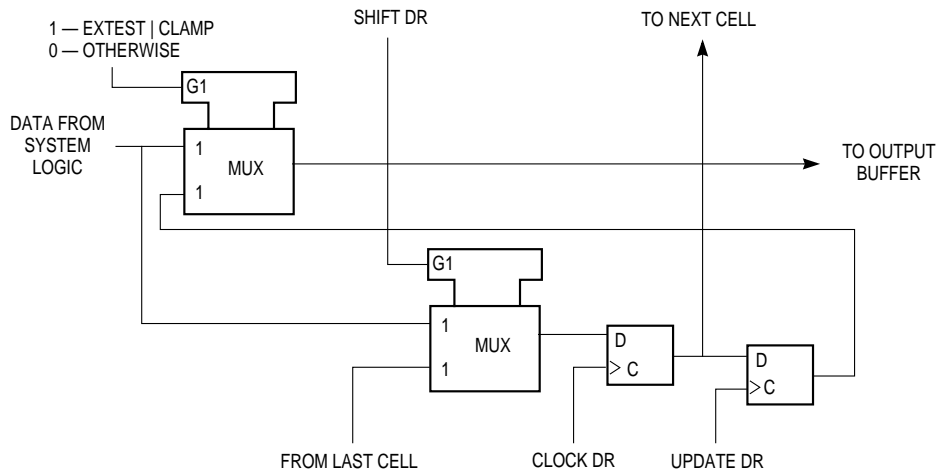 SHIFT DR
TO NEXT CELL
1 — EXTEST | CLAMP
0 — OTHERWISE
G1
DATA FROM
SYSTEM
LOGIC
1
MUX
1
TO OUTPUT
BUFFER
G1
1
MUX
1
D
C
D
C
FROM LAST CELL
CLOCK DR
UPDATE DR